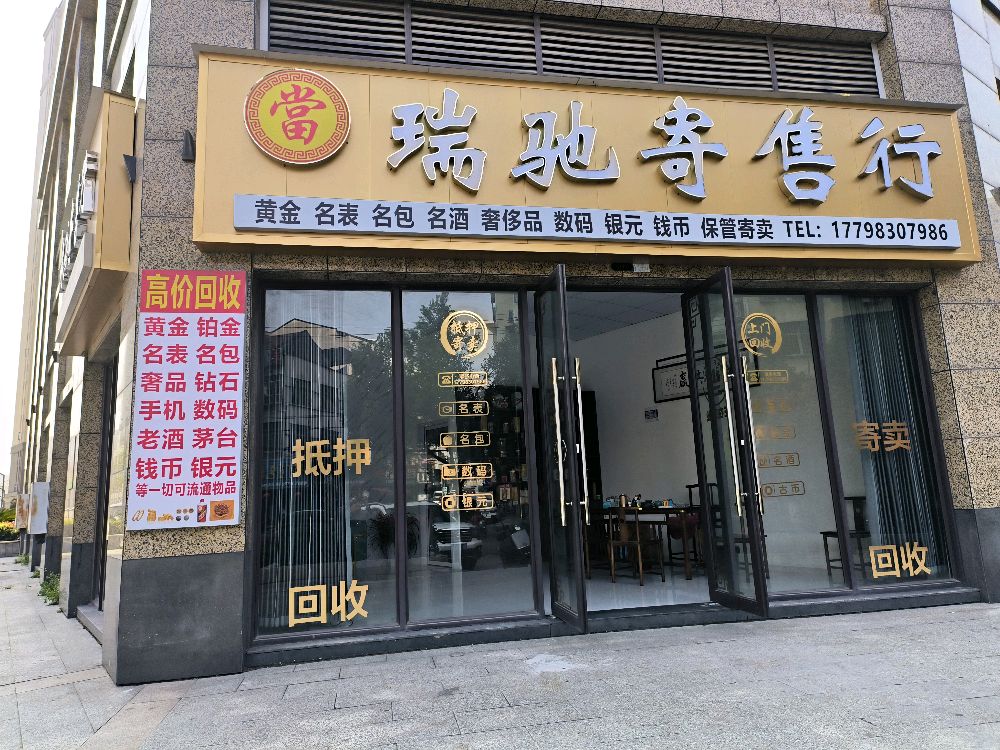 當
瑞驰寄售行
黄金 名表 名包 名酒 奢侈品 数码 银元 钱币 保管寄卖 TEL: 17798307986
高价回收
黄金 铂金
名表 名包
奢品 钻石
手机 数码
老酒 茅台
钱币 银元
等一切可流通物品
抵押
回收
抵押
寄卖
名表
名包
数码
银元
上门
回收
名酒
古币
寄卖
回收